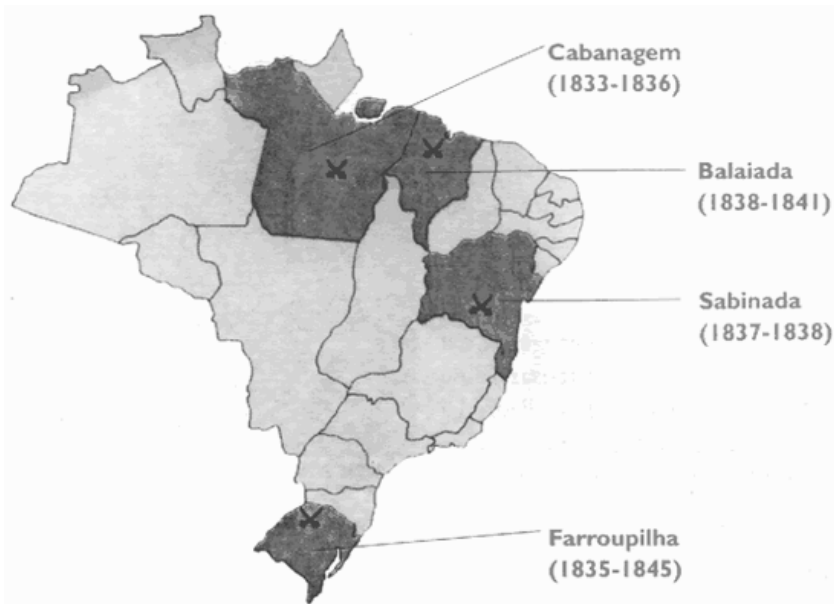 Cabanagem
(1833-1836)
Balaiada
(1838-1841)
Sabinada
(1837-1838)
Farroupilha
(1835-1845)